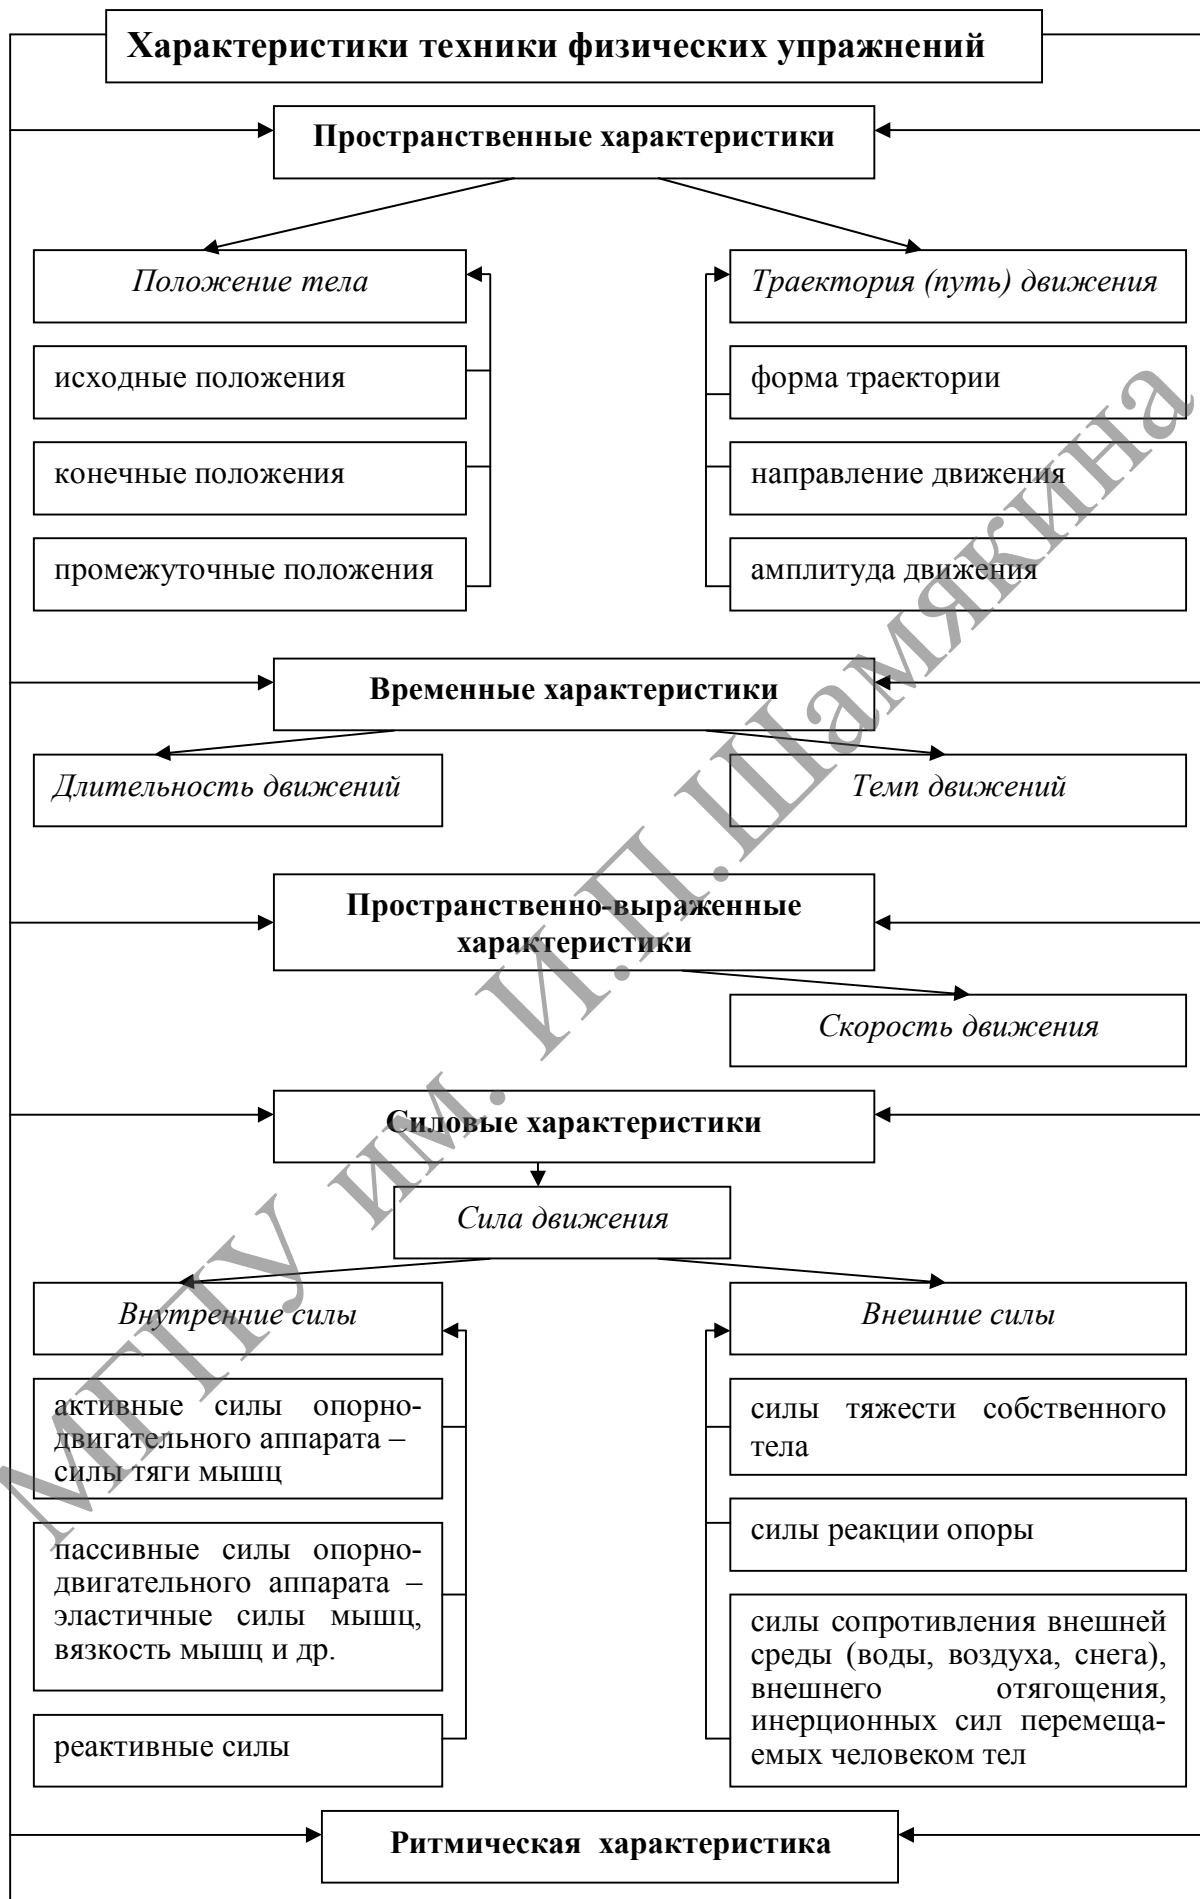 Характеристики техники физических упражнений
Пространственные характеристики
Положение тела
исходные положения
конечные положения
промежуточные положения
Траектория (путь) движения
форма траектории
направление движения
амплитуда движения
Временные характеристики
Длительность движений
Темп движений
Пространственно-выраженные
характеристики
Скорость движения
Силовые характеристики
Сила движения
Внутренние силы
активные силы опорно-
двигательного аппарата –
силы тяги мышц
пассивные силы опорно-
двигательного аппарата –
эластичные силы мышц,
вязкость мышц и др.
реактивные силы
Внешние силы
силы тяжести собственного
тела
силы реакции опоры
силы сопротивления внешней
среды (воды, воздуха, снега),
внешнего отягощения,
инерционных сил перемеща-
емых человеком тел
Ритмическая характеристика
МГПУ им. И.П.Шамякина